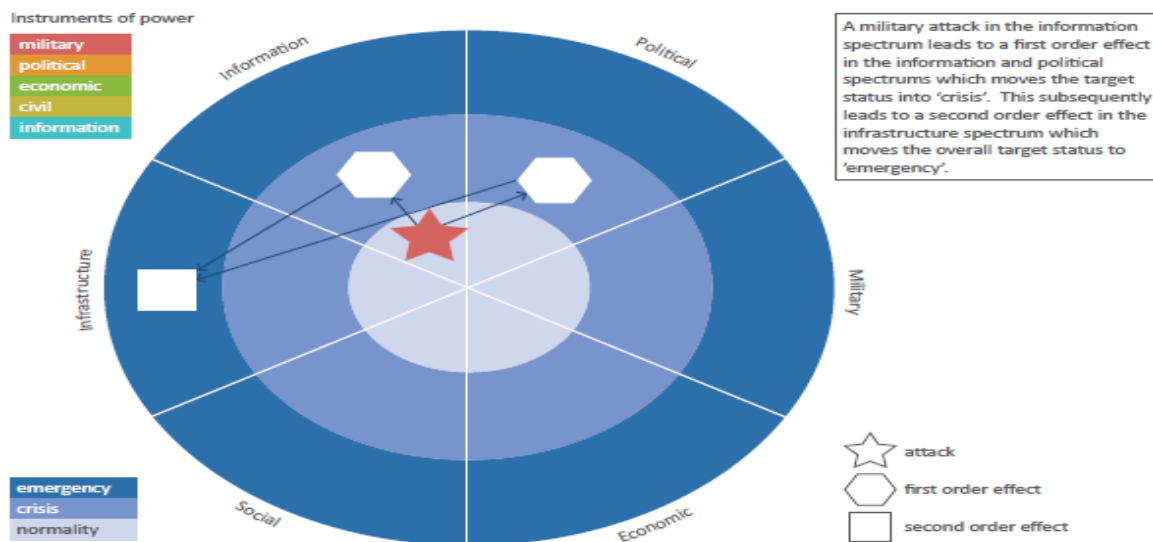 Instruments of power
military
political
economic
civil
information
Information
Political
A military attack in the information
spectrum leads to a first order effect
in the information and political
spectrums which moves the target
status into ‘crisis’.  This subsequently
leads to a second order effect in the
infrastructure spectrum which
moves the overall target status to
‘emergency’.
Infrastructure
Military
emergency
crisis
normality
Social
Economic
attack
first order effect
second order effect